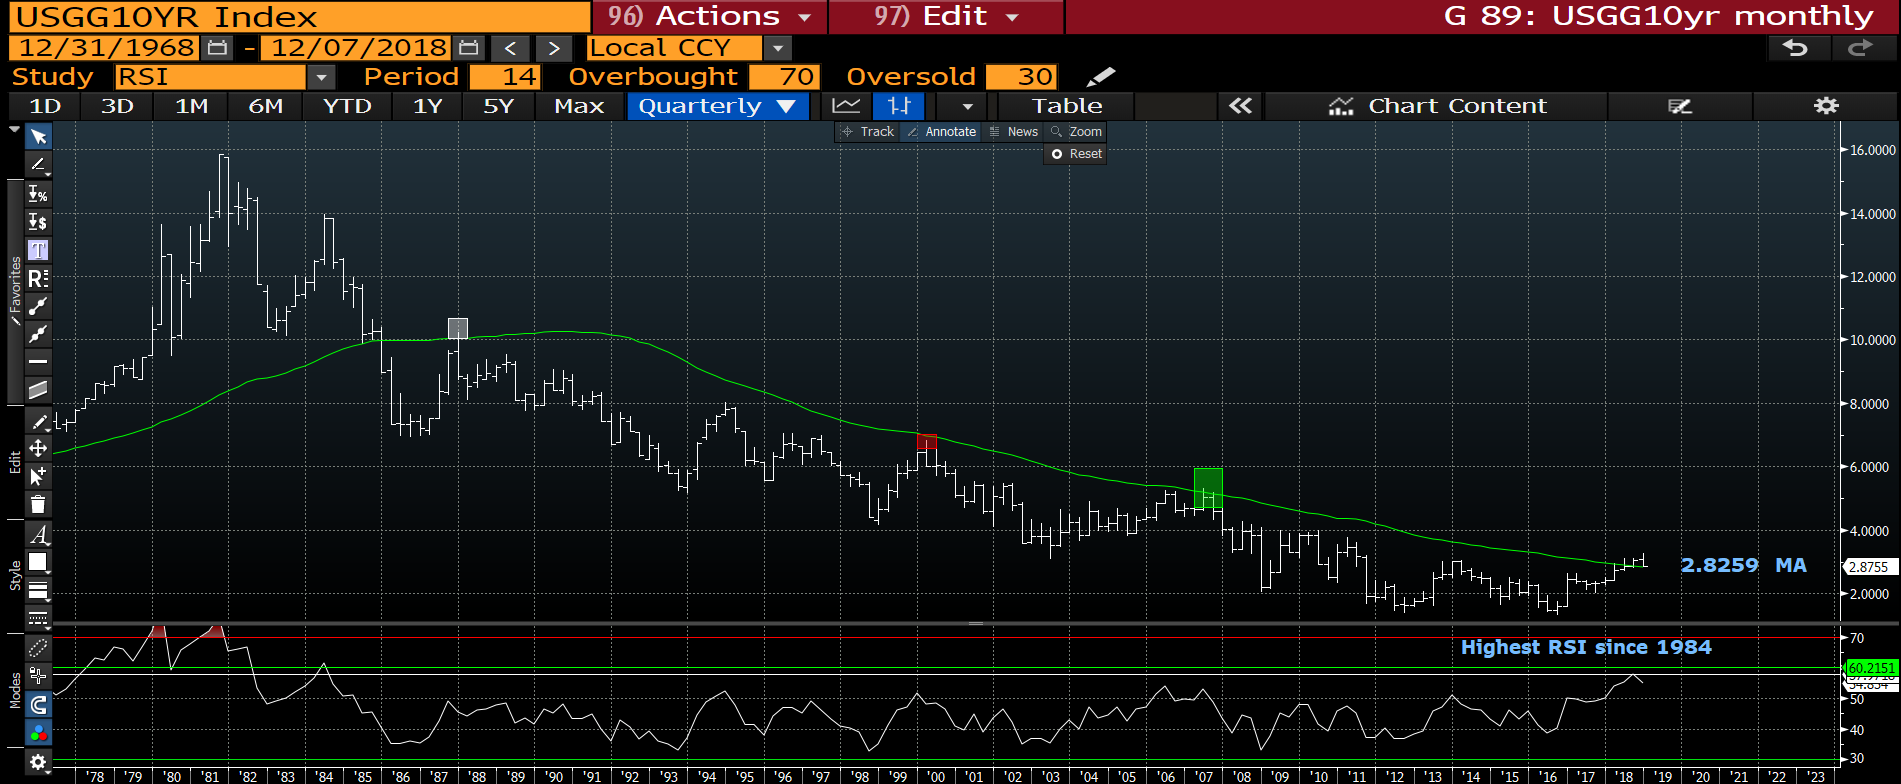 USGG10YR Index 96) Actions 97) Edit G 89: USGG10yr monthly
12/31/1968 - 12/07/2018 < > Local CCY
Study RSI Period 14 Overbought 70 Oversold 30
1D 3D 1M 6M YTD 1Y 5Y Max Quarterly Table Chart Content
Track Annotate News Zoom
Reset
Favorites
Edit
Style
Modes
16.0000
14.0000
12.0000
10.0000
8.0000
6.0000
4.0000
2.8259 MA
2.8755
2.0000
Highest RSI since 1984
70
60.2151
54.854
50
40
30
'78 '79 '80 '81 '82 '83 '84 '85 '86 '87 '88 '89 '90 '91 '92 '93 '94 '95 '96 '97 '98 '99 '00 '01 '02 '03 '04 '05 '06 '07 '08 '09 '10 '11 '12 '13 '14 '15 '16 '17 '18 '19 '20 '21 '22 '23